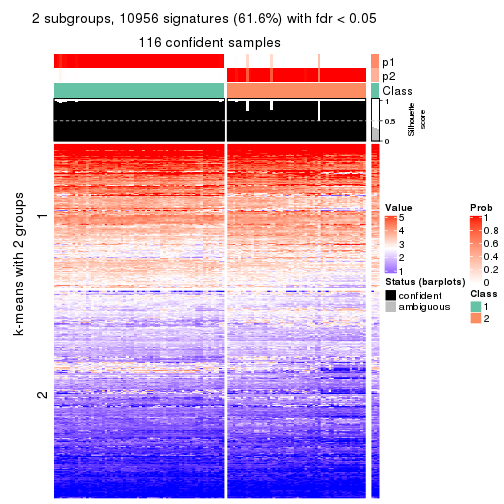 2 subgroups, 10956 signatures (61.6%) with fdr < 0.05
116 confident samples
p1
p2
Class
1
0.5
0
Silhouette
score
k-means with 2 groups
1
2
Value
5
4
3
2
1
Status (barplots)
confident
ambiguous
Prob
1
0.8
0.6
0.4
0.2
0
Class
1
2